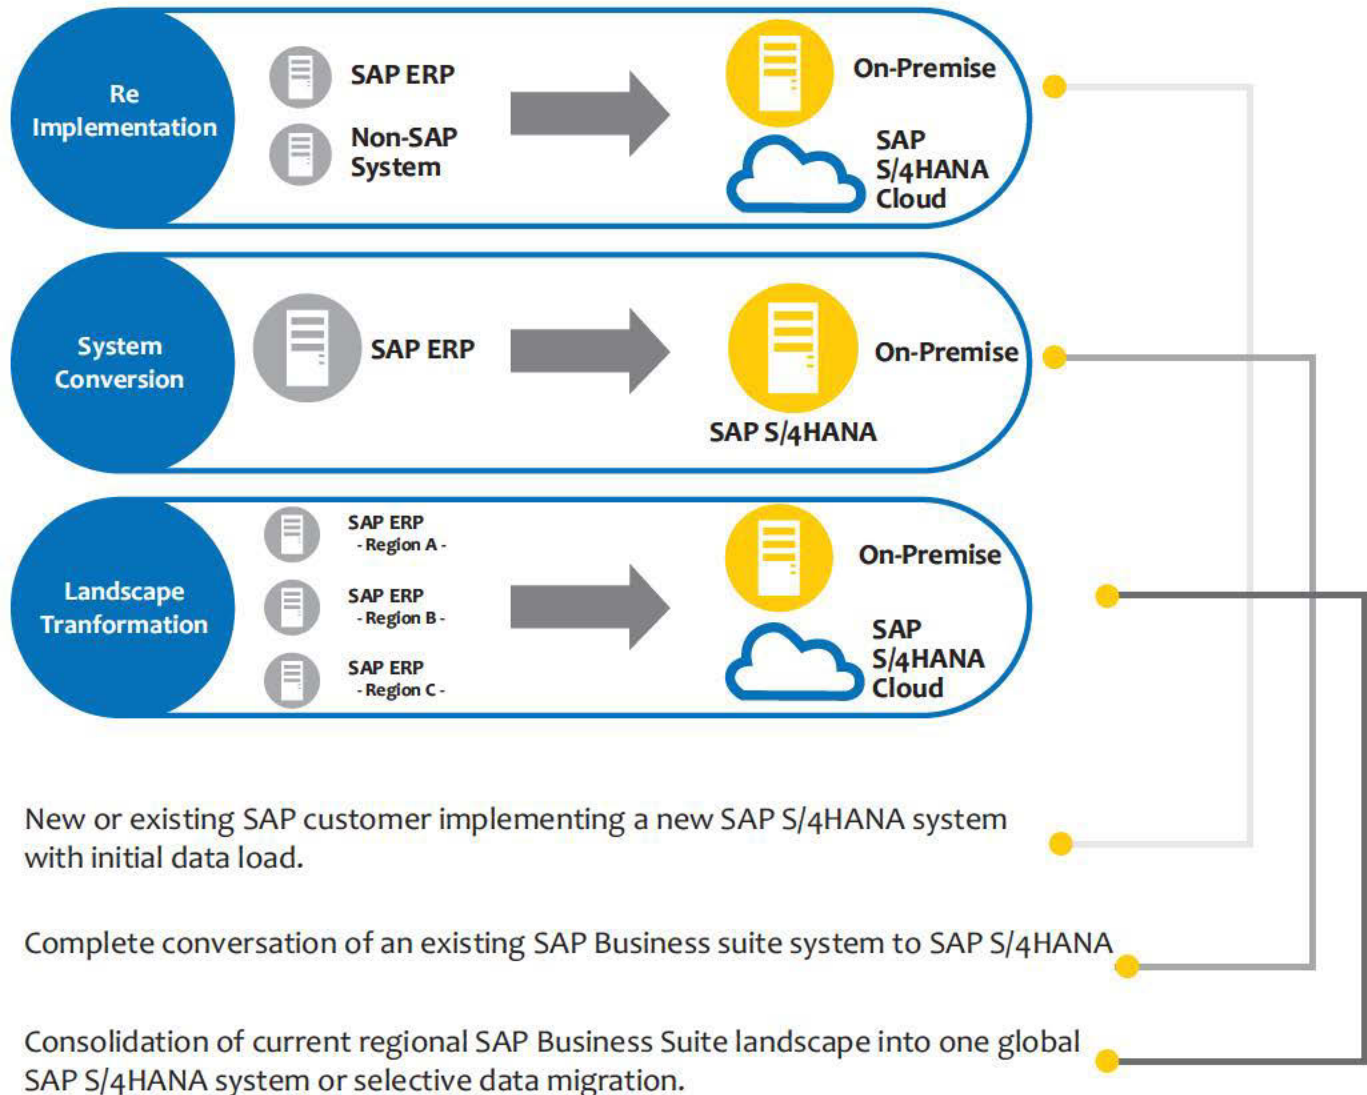 Re
Implementation
SAP ERP
Non-SAP
System
On-Premise
SAP
S/4HANA
Cloud
System
Conversion
SAP ERP
On-Premise
SAP S/4HANA
Landscape
Tranformation
SAP ERP
- Region A -
SAP ERP
- Region B -
SAP ERP
- Region C -
On-Premise
SAP
S/4HANA
Cloud
New or existing SAP customer implementing a new SAP S/4HANA system
with initial data load.
Complete conversation of an existing SAP Business suite system to SAP S/4HANA
Consolidation of current regional SAP Business Suite landscape into one global
SAP S/4HANA system or selective data migration.